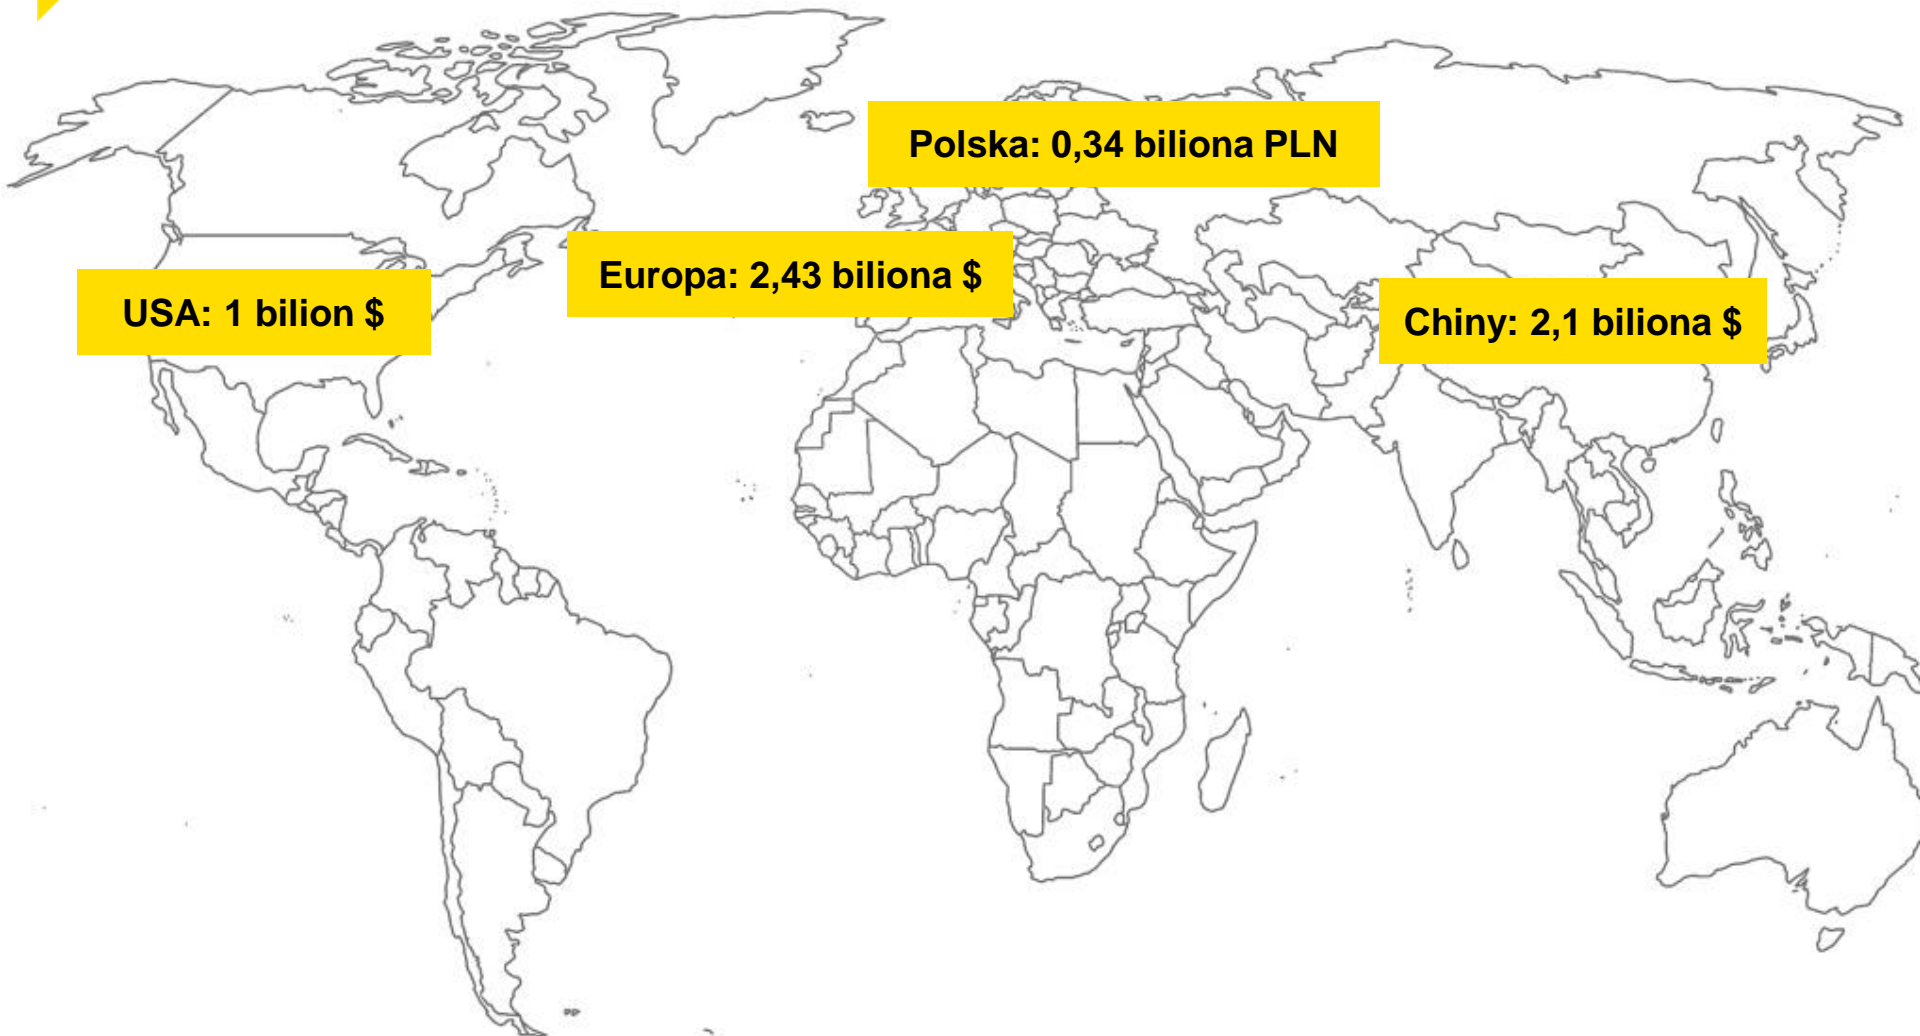 Polska: 0,34 biliona PLN
Europa: 2,43 biliona $
USA: 1 bilion $
Chiny: 2,1 biliona $